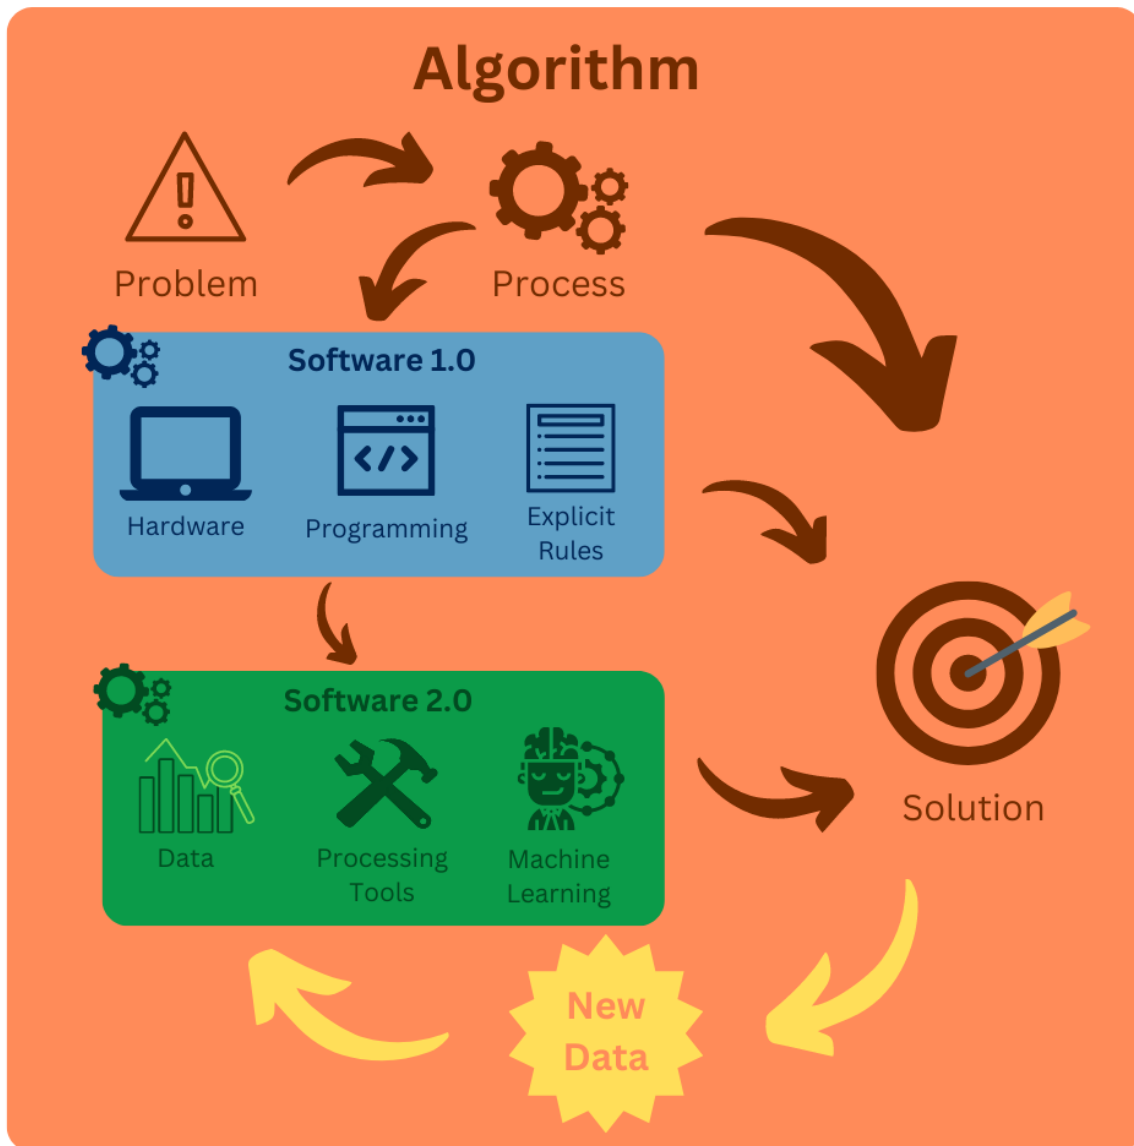 Algorithm
Problem
Process
Software 1.0
Hardware
Programming
Explicit
Rules
Software 2.0
Data
Processing
Tools
Machine
Learning
Solution
New
Data